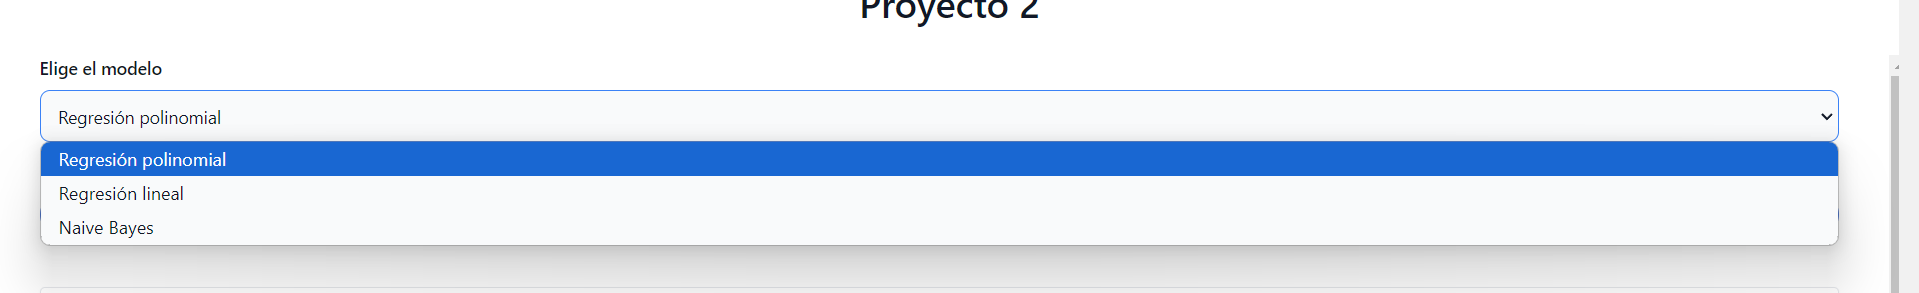 Proyecto 2
Elige el modelo
Regresión polinomial
Regresión polinomial
Regresión lineal
Naive Bayes